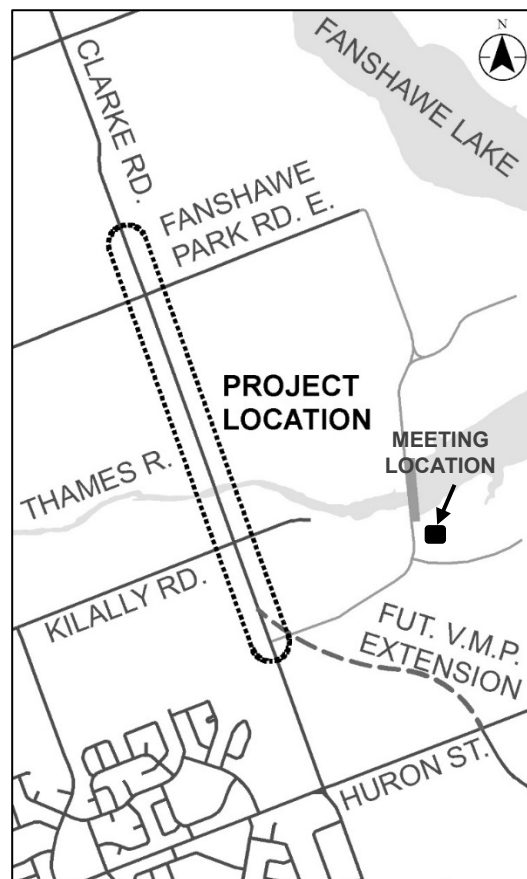 N
CLARKE RD.
FANSHAWE LAKE
FANSHAWE
PARK RD. E.
PROJECT
LOCATION
MEETING
LOCATION
THAMES R.
KILALLY RD.
FUT. V.M.P.
EXTENSION
HURON ST.